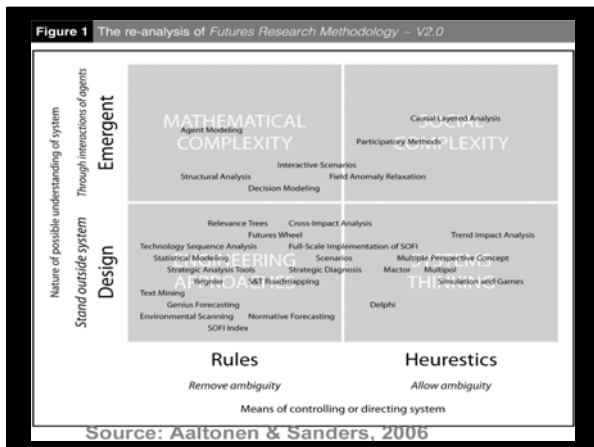 Figure 1 The re-analysis of Futures Research Methodology – V2.0
Nature of possible understanding of system
Through interactions of agents
Emergent
Stand outside system
Design
MATHEMATICAL COMPLEXITY
Agent Modeling
Interactive Scenarios
Structural Analysis
Field Anomaly Relaxation
Decision Modeling
SOCIAL COMPLEXITY
Causal Layered Analysis
Participatory Methods
ENGINEERING APPROACHES
Relevance Trees
Cross-Impact Analysis
Futures Wheel
Technology Sequence Analysis
Full-Scale Implementation of SOFI
Statistical Modeling
Scenarios
Strategic Analysis Tools
Strategic Diagnosis
Régnier
S&T Roadmapping
Text Mining
Genius Forecasting
Environmental Scanning
Normative Forecasting
SOFI Index
SYSTEMS THINKING
Trend Impact Analysis
Multiple Perspective Concept
Mactor
Multipol
Simulation and Games
Delphi
Rules
Heurestics
Remove ambiguity
Allow ambiguity
Means of controlling or directing system
Source: Aaltonen & Sanders, 2006